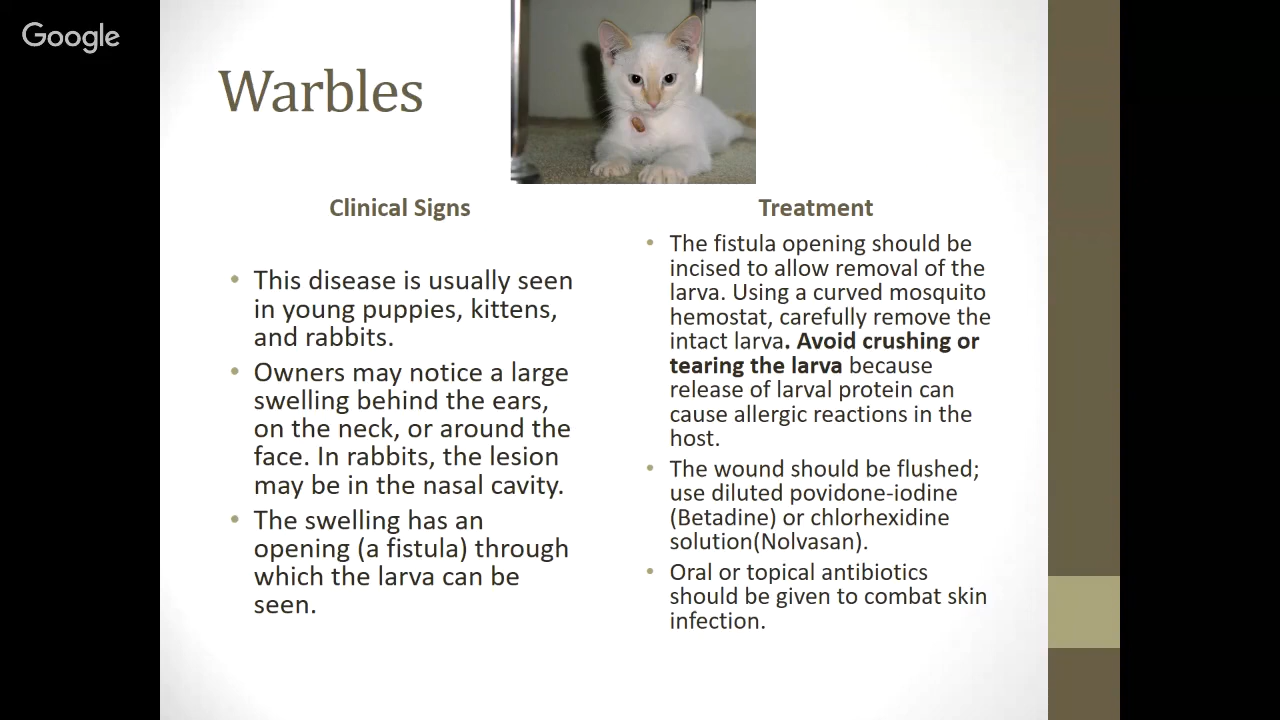 Google
Warbles
Clinical Signs
• This disease is usually seen
in young puppies, kittens,
and rabbits.
• Owners may notice a large
swelling behind the ears,
on the neck, or around the
face. In rabbits, the lesion
may be in the nasal cavity.
• The swelling has an
opening (a fistula) through
which the larva can be
seen.
Treatment
• The fistula opening should be
incised to allow removal of the
larva. Using a curved mosquito
hemostat, carefully remove the
intact larva. Avoid crushing or
tearing the larva because
release of larval protein can
cause allergic reactions in the
host.
• The wound should be flushed;
use diluted povidone-iodine
(Betadine) or chlorhexidine
solution(Nolvasan).
• Oral or topical antibiotics
should be given to combat skin
infection.